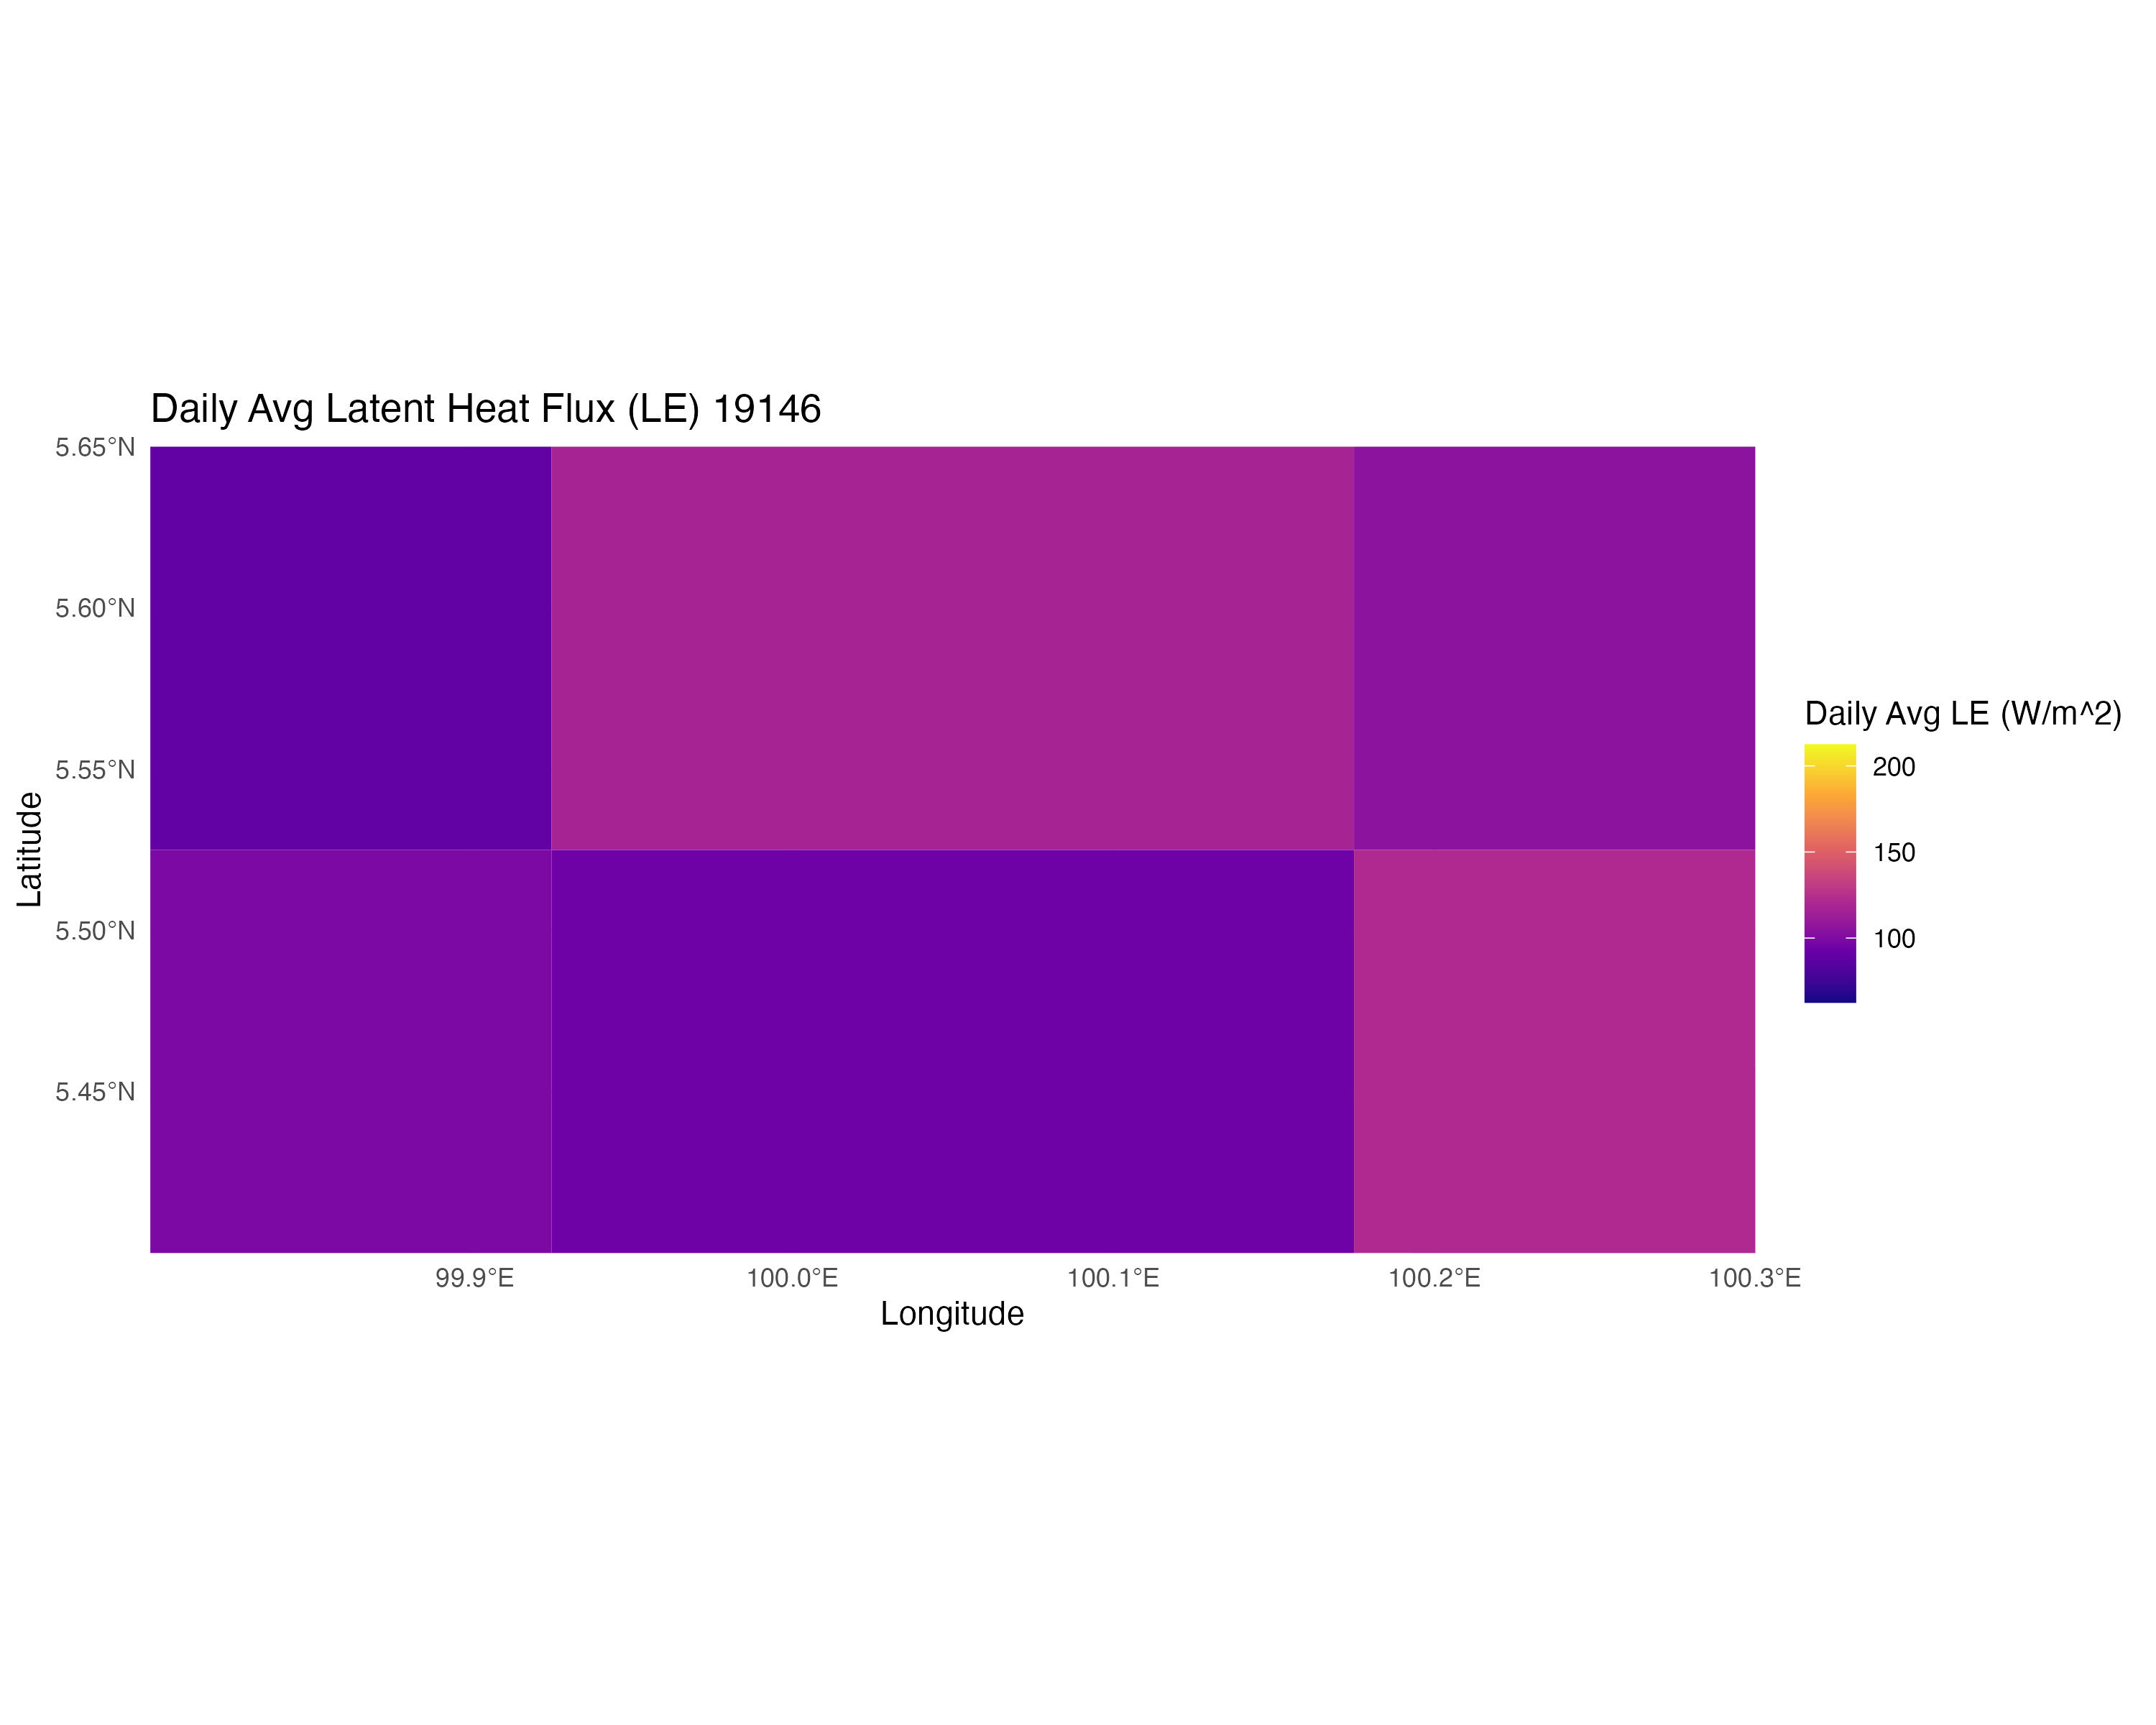 Daily Avg Latent Heat Flux (LE) 19146
5.65°N
5.60°N
5.55°N
5.50°N
5.45°N
Latitude
99.9°E
100.0°E
100.1°E
100.2°E
100.3°E
Longitude
Daily Avg LE (W/m^2)
200
150
100